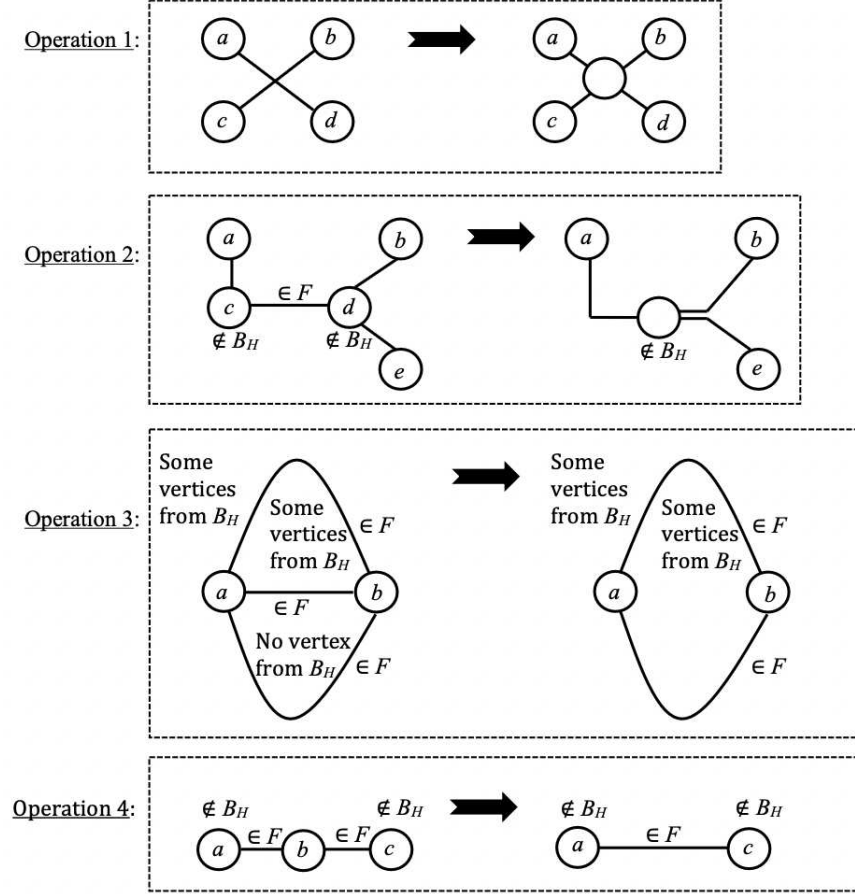 Operation 1:
a b a b
c d c d
Operation 2:
a b a b
c ∈ F d
∉ B_H ∉ B_H ∉ B_H
e e
Operation 3:
Some vertices from B_H
Some vertices from B_H
∈ F
a ∈ F b
No vertex from B_H
∈ F
Some vertices from B_H
Some vertices from B_H
∈ F
a b
∈ F
Operation 4:
∉ B_H ∉ B_H ∉ B_H ∉ B_H
a ∈ F b ∈ F c a ∈ F c